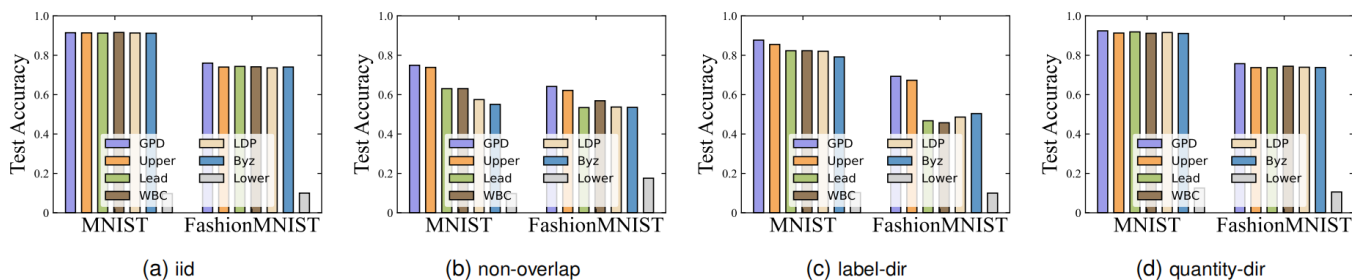 Test Accuracy
1.0
0.8
0.6
0.4
0.2
0
GPD
Upper
Lead
WBC
LDP
Byz
Lower
MNIST FashionMNIST
(a) iid
Test Accuracy
1.0
0.8
0.6
0.4
0.2
0
GPD
Upper
Lead
WBC
LDP
Byz
Lower
MNIST FashionMNIST
(b) non-overlap
Test Accuracy
1.0
0.8
0.6
0.4
0.2
0
GPD
Upper
Lead
WBC
LDP
Byz
Lower
MNIST FashionMNIST
(c) label-dir
Test Accuracy
1.0
0.8
0.6
0.4
0.2
0
GPD
Upper
Lead
WBC
LDP
Byz
Lower
MNIST FashionMNIST
(d) quantity-dir